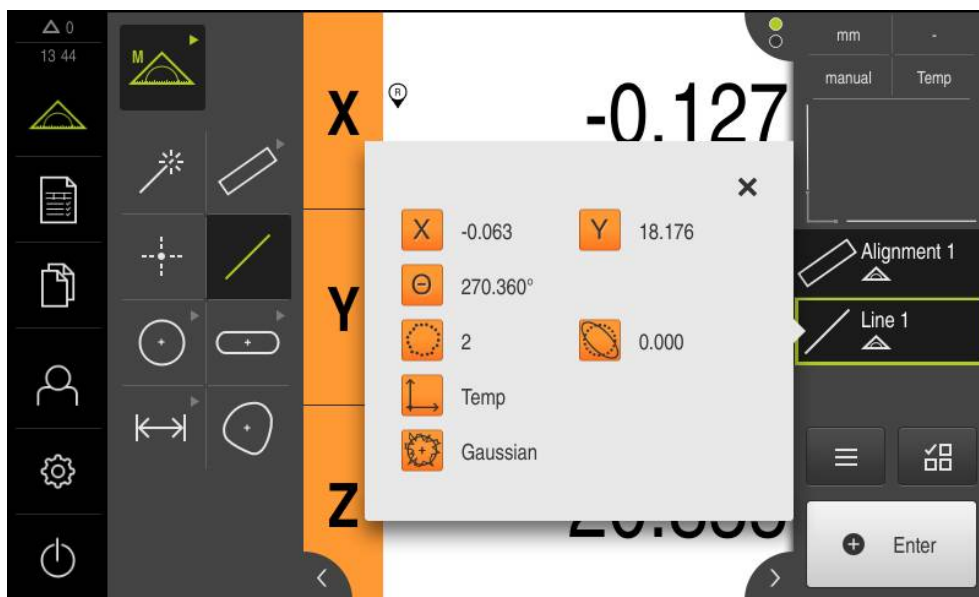 0
13 44
M
X
R
-0.127
mm
-
manual
Temp
X
-0.063
Y
18.176
Θ
270.360°
2
0.000
Temp
Gaussian
Y
Z
Alignment 1
Line 1
Enter